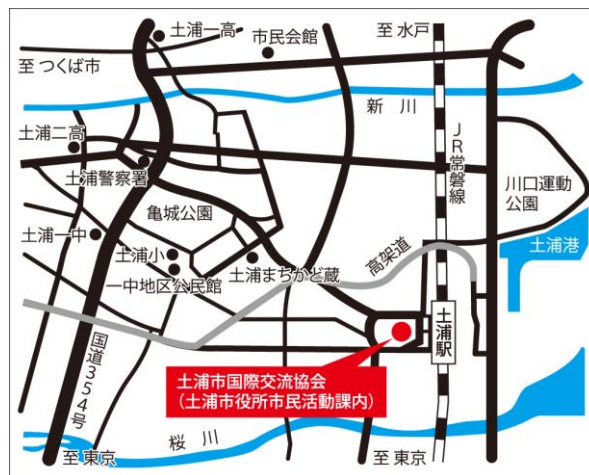 土浦一高
市民会館
至 水戸
至 つくば市
新川
土浦二高
JR常磐線
土浦警察署
川口運動
公園
亀城公園
土浦一中
土浦小
土浦まちかど蔵
高架道
土浦港
一中地区公民館
土浦駅
国道354号
土浦市国際交流協会
(土浦市役所市民活動課内)
桜川
至 東京
至 東京